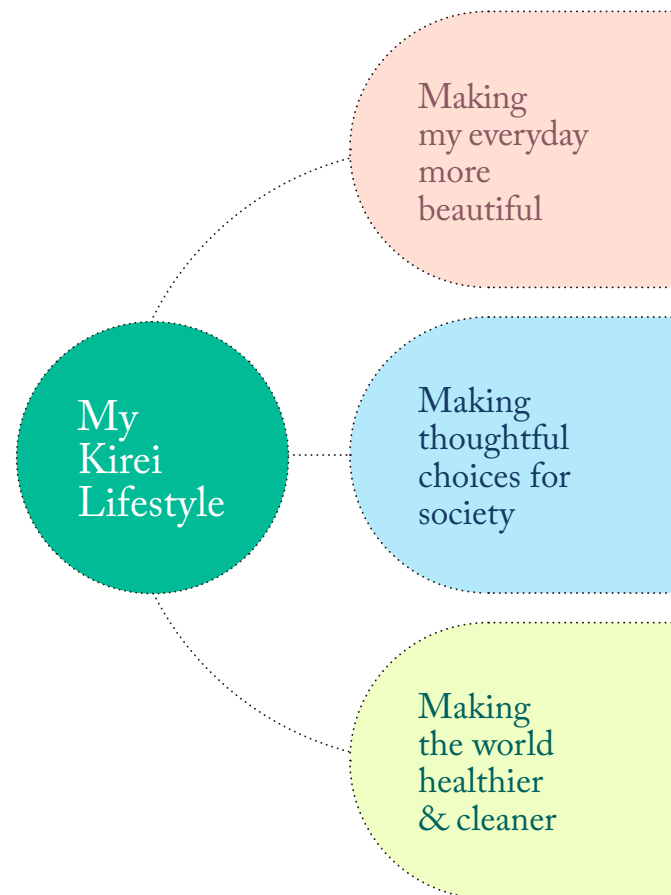 Making
my everyday
more
beautiful
My
Kirei
Lifestyle
Making
thoughtful
choices for
society
Making
the world
healthier
& cleaner